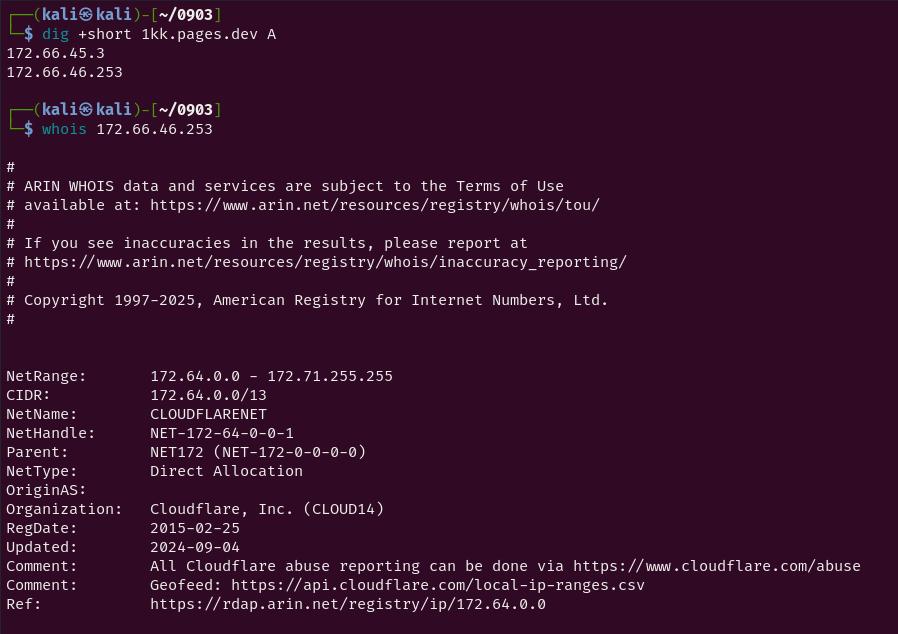 ┌──(kali㉿kali)-[~/0903]
└─$ dig +short 1kk.pages.dev A
172.66.45.3
172.66.46.253
┌──(kali㉿kali)-[~/0903]
└─$ whois 172.66.46.253
#
# ARIN WHOIS data and services are subject to the Terms of Use
# available at: https://www.arin.net/resources/registry/whois/tou/
#
# If you see inaccuracies in the results, please report at
# https://www.arin.net/resources/registry/whois/inaccuracy_reporting/
#
# Copyright 1997-2025, American Registry for Internet Numbers, Ltd.
#
NetRange:       172.64.0.0 - 172.71.255.255
CIDR:           172.64.0.0/13
NetName:        CLOUDFLARENET
NetHandle:      NET-172-64-0-0-1
Parent:         NET172 (NET-172-0-0-0-0)
NetType:        Direct Allocation
OriginAS:
Organization:   Cloudflare, Inc. (CLOUD14)
RegDate:        2015-02-25
Updated:        2024-09-04
Comment:        All Cloudflare abuse reporting can be done via https://www.cloudflare.com/abuse
Comment:        Geofeed: https://api.cloudflare.com/local-ip-ranges.csv
Ref:            https://rdap.arin.net/registry/ip/172.64.0.0